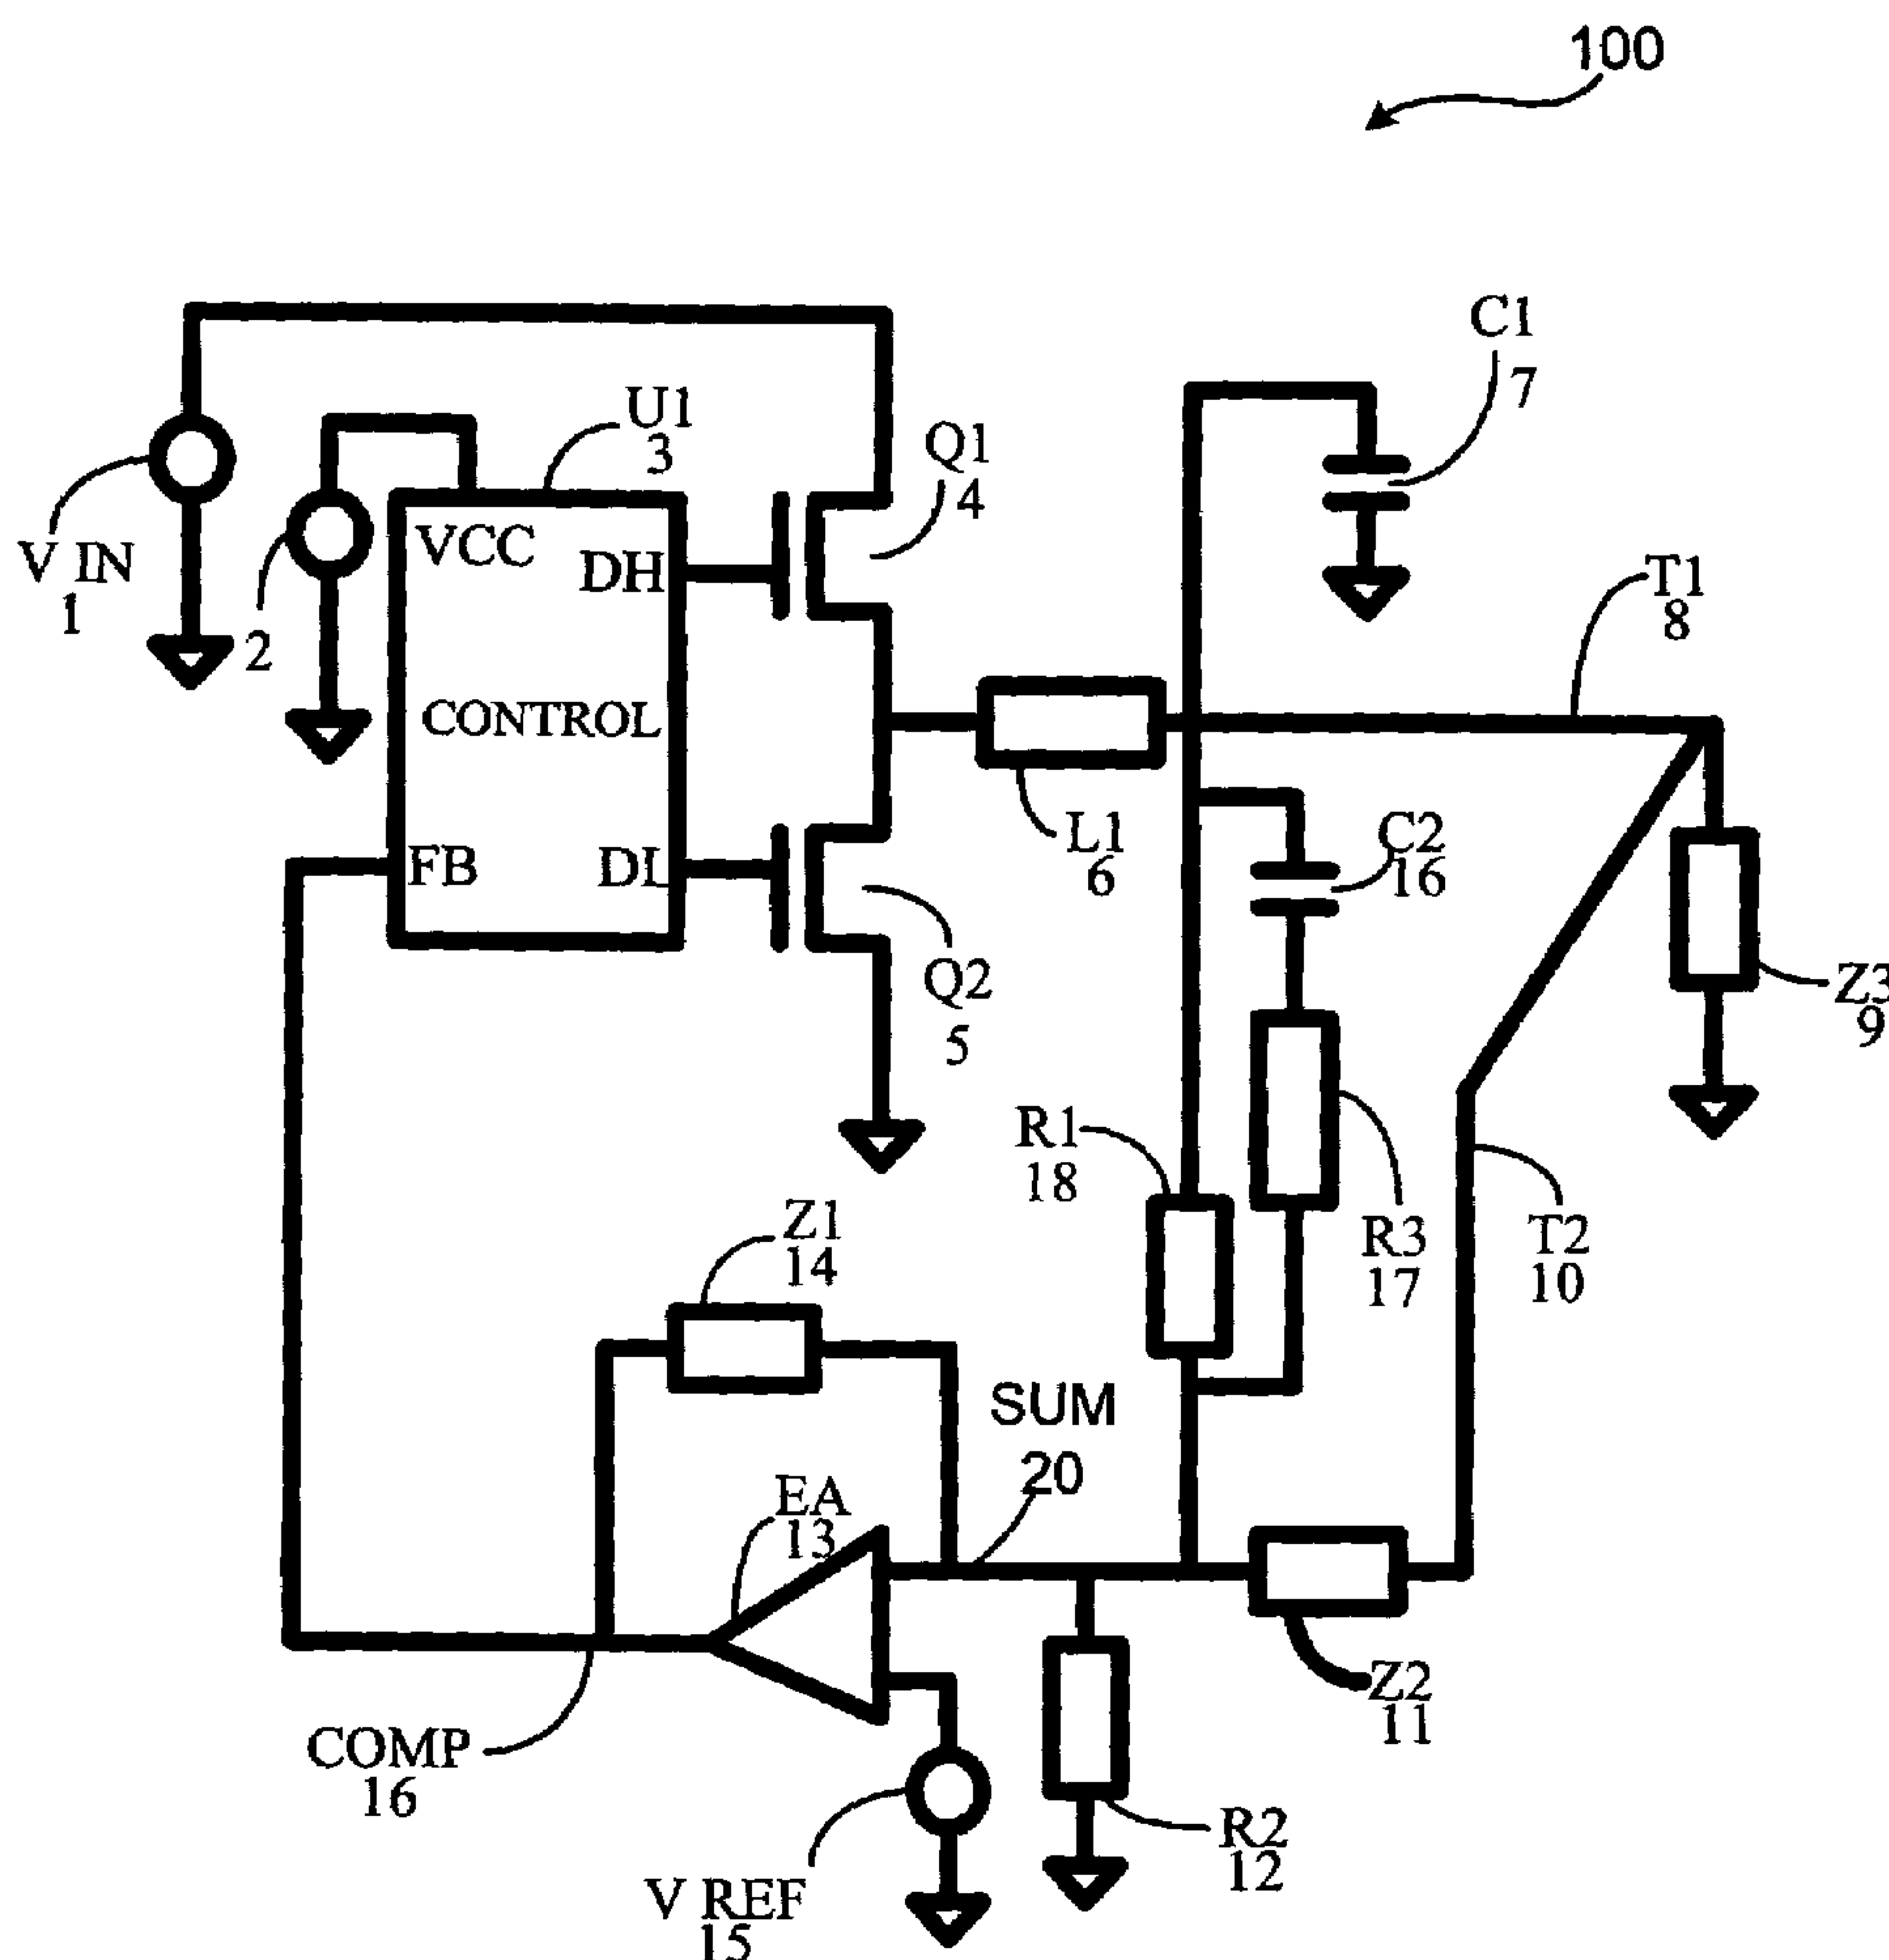 100
C1
7
U1
3
Q1
4
V IN
1
2
VCC
DH
T1
8
CONTROL
L1
6
C2
16
FB
DL
Q2
5
Z3
9
R1
18
Z1
14
R3
17
T2
10
SUM
20
EA
13
Z2
11
COMP
16
R2
12
V REF
15